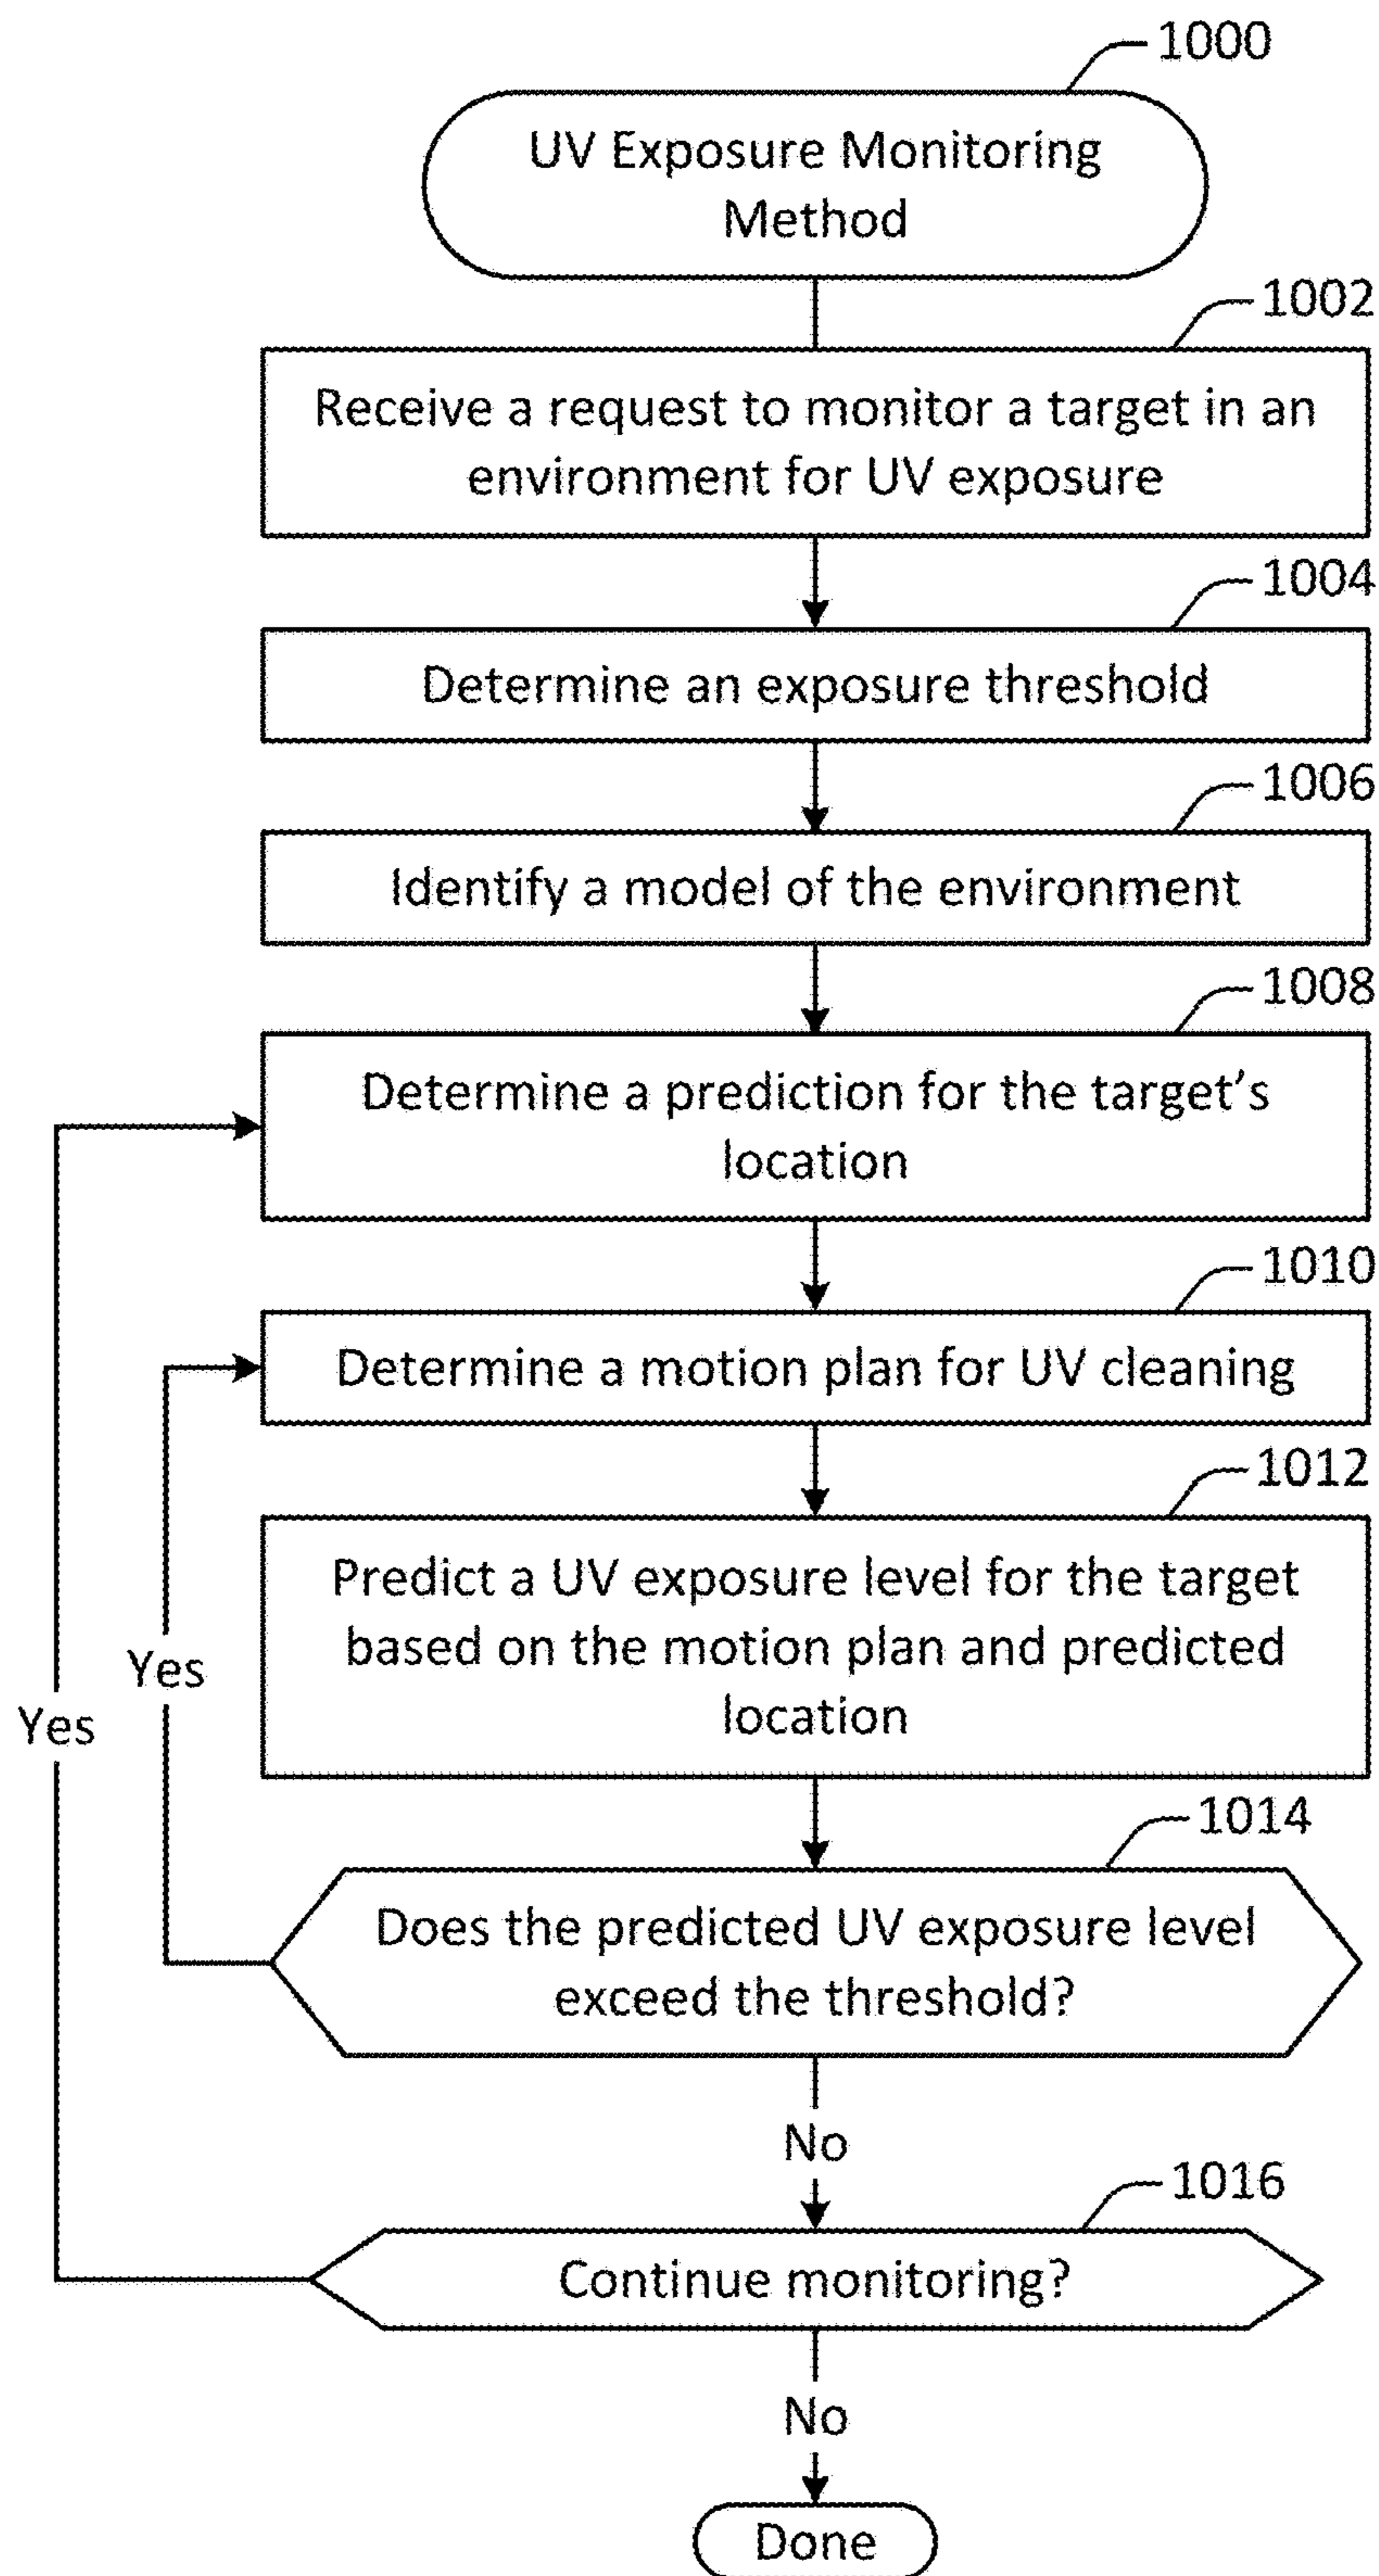 1000
UV Exposure Monitoring
Method
1002
Receive a request to monitor a target in an
environment for UV exposure
1004
Determine an exposure threshold
1006
Identify a model of the environment
1008
Determine a prediction for the target's
location
1010
Determine a motion plan for UV cleaning
1012
Predict a UV exposure level for the target
based on the motion plan and predicted
location
Yes
Yes
1014
Does the predicted UV exposure level
exceed the threshold?
No
1016
Continue monitoring?
No
Done